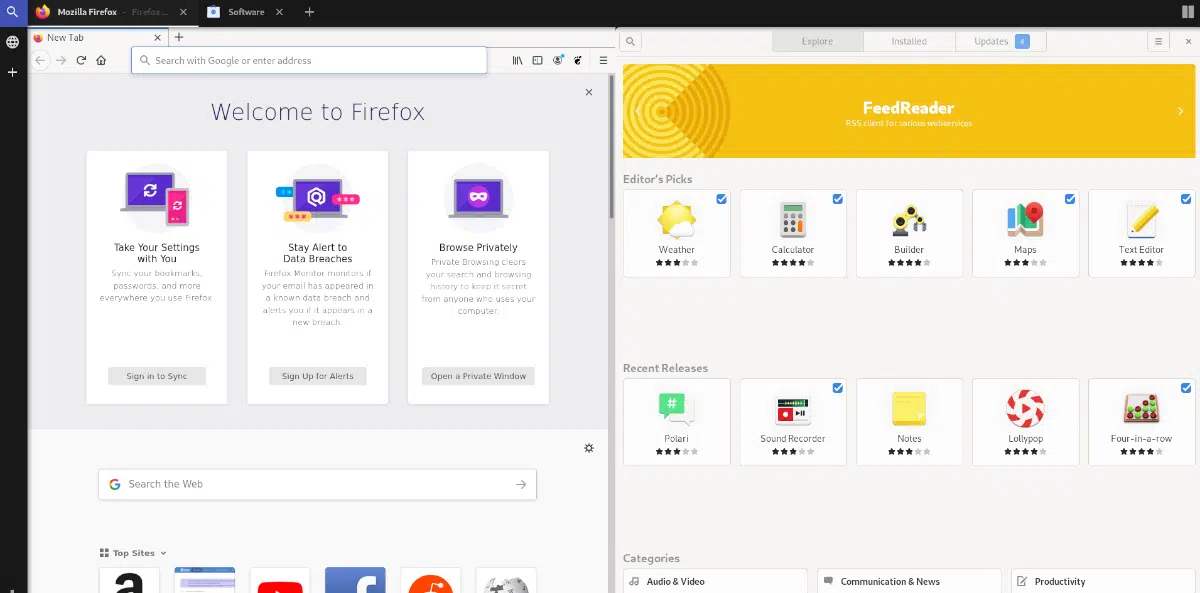 Mozilla Firefox - Firefox...
Software
New Tab
Search with Google or enter address
Welcome to Firefox
Take Your Settings
with You
Sync your bookmarks,
passwords, and more
everywhere you use Firefox
Sign in to Sync
Stay Alert to
Data Breaches
Firefox Monitor monitors if
your email has appeared in
a known data breach and
alerts you if it appears in a
new breach.
Sign Up for Alerts
Browse Privately
Private Browsing clears
your search and browsing
history to keep it secret
from anyone who uses your
computer.
Open a Private Window
Search the Web
Top Sites
a
Explore
Installed
Updates 4
FeedReader
RSS client for various webservices
Editor's Picks
Weather
Calculator
Builder
Maps
Text Editor
Recent Releases
#
Polari
Sound Recorder
Notes
Lollypop
Four-in-a-row
Categories
Audio & Video
Communication & News
Productivity